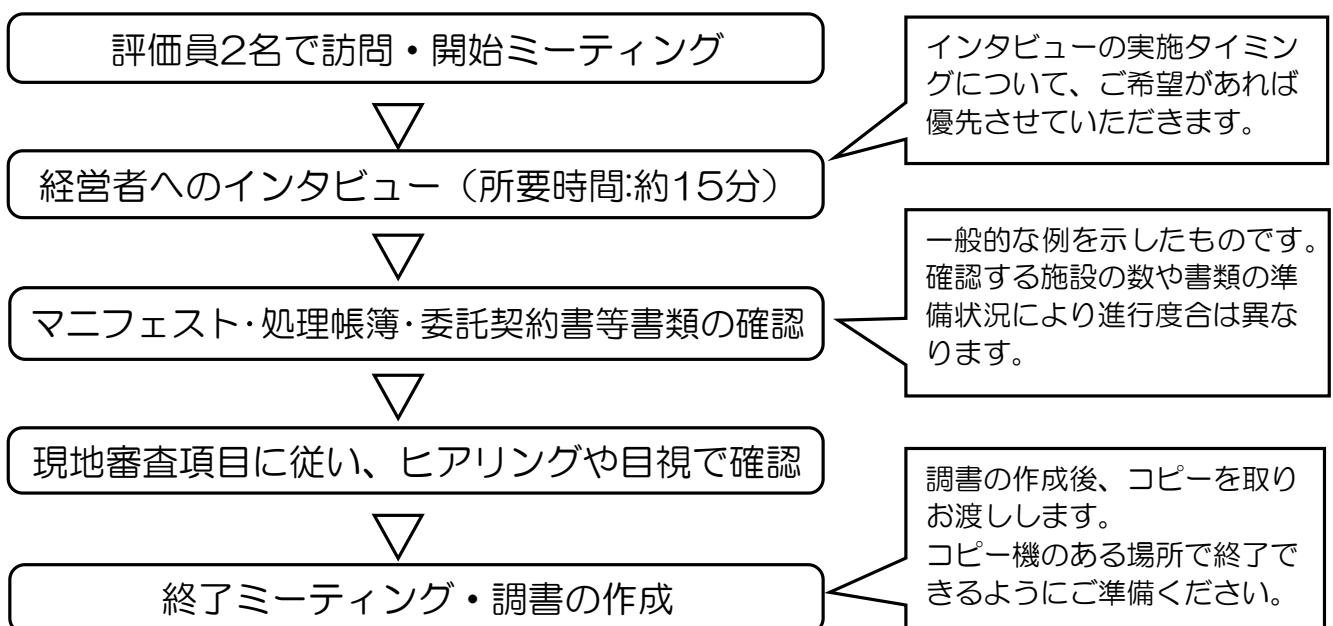 評価員2名で訪問・開始ミーティング
インタビューの実施タイミン
グについて、ご希望があれば
優先させていただきます。
経営者へのインタビュー（所要時間:約15分）
一般的な例を示したものです。
確認する施設の数や書類の準
備状況により進行度合は異な
ります。
マニフェスト・処理帳簿・委託契約書等書類の確認
現地審査項目に従い、ヒアリングや目視で確認
調書の作成後、コピーを取り
お渡しします。
コピー機のある場所で終了で
きるようにご準備ください。
終了ミーティング・調書の作成